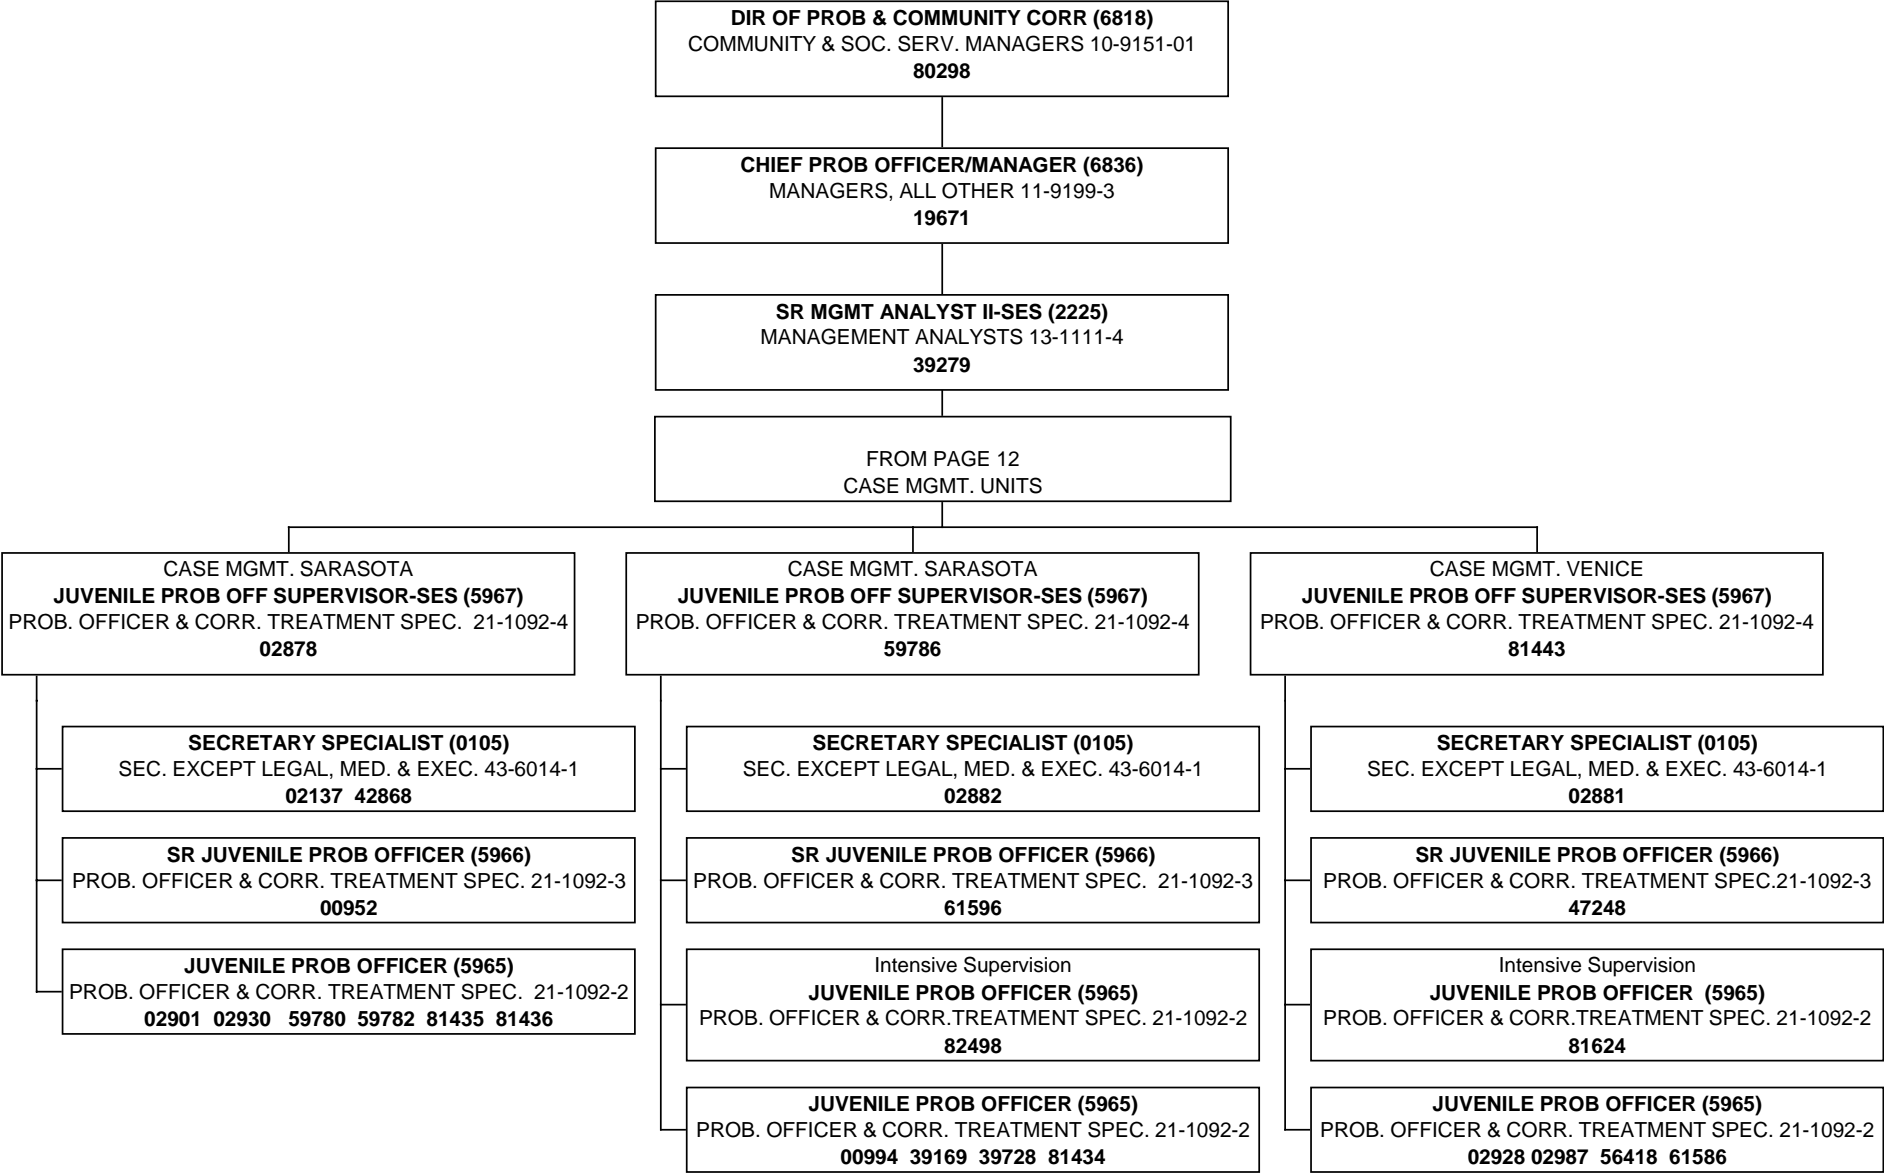 DIR OF PROB & COMMUNITY CORR (6818)
COMMUNITY & SOC. SERV. MANAGERS 10-9151-01
80298
CHIEF PROB OFFICER/MANAGER (6836)
MANAGERS, ALL OTHER 11-9199-3
19671
SR MGMT ANALYST II-SES (2225)
MANAGEMENT ANALYSTS 13-1111-4
39279
FROM PAGE 12
CASE MGMT. UNITS
CASE MGMT. SARASOTA
JUVENILE PROB OFF SUPERVISOR-SES (5967)
PROB. OFFICER & CORR. TREATMENT SPEC. 21-1092-4
02878
SECRETARY SPECIALIST (0105)
SEC. EXCEPT LEGAL, MED. & EXEC. 43-6014-1
02137 42868
SR JUVENILE PROB OFFICER (5966)
PROB. OFFICER & CORR. TREATMENT SPEC. 21-1092-3
00952
JUVENILE PROB OFFICER (5965)
PROB. OFFICER & CORR. TREATMENT SPEC. 21-1092-2
02901 02930 59780 59782 81435 81436
CASE MGMT. SARASOTA
JUVENILE PROB OFF SUPERVISOR-SES (5967)
PROB. OFFICER & CORR. TREATMENT SPEC. 21-1092-4
59786
SECRETARY SPECIALIST (0105)
SEC. EXCEPT LEGAL, MED. & EXEC. 43-6014-1
02882
SR JUVENILE PROB OFFICER (5966)
PROB. OFFICER & CORR. TREATMENT SPEC. 21-1092-3
61596
Intensive Supervision
JUVENILE PROB OFFICER (5965)
PROB. OFFICER & CORR.TREATMENT SPEC. 21-1092-2
82498
JUVENILE PROB OFFICER (5965)
PROB. OFFICER & CORR. TREATMENT SPEC. 21-1092-2
00994 39169 39728 81434
CASE MGMT. VENICE
JUVENILE PROB OFF SUPERVISOR-SES (5967)
PROB. OFFICER & CORR. TREATMENT SPEC. 21-1092-4
81443
SECRETARY SPECIALIST (0105)
SEC. EXCEPT LEGAL, MED. & EXEC. 43-6014-1
02881
SR JUVENILE PROB OFFICER (5966)
PROB. OFFICER & CORR. TREATMENT SPEC.21-1092-3
47248
Intensive Supervision
JUVENILE PROB OFFICER (5965)
PROB. OFFICER & CORR.TREATMENT SPEC. 21-1092-2
81624
JUVENILE PROB OFFICER (5965)
PROB. OFFICER & CORR. TREATMENT SPEC. 21-1092-2
02928 02987 56418 61586